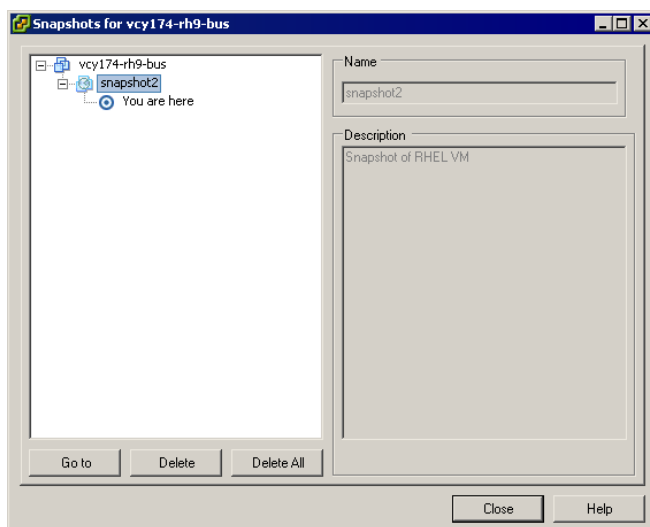 Snapshots for vcy174-rh9-bus
vcy174-rh9-bus
snapshot2
You are here
Name
snapshot2
Description
Snapshot of RHEL VM
Go to
Delete
Delete All
Close
Help